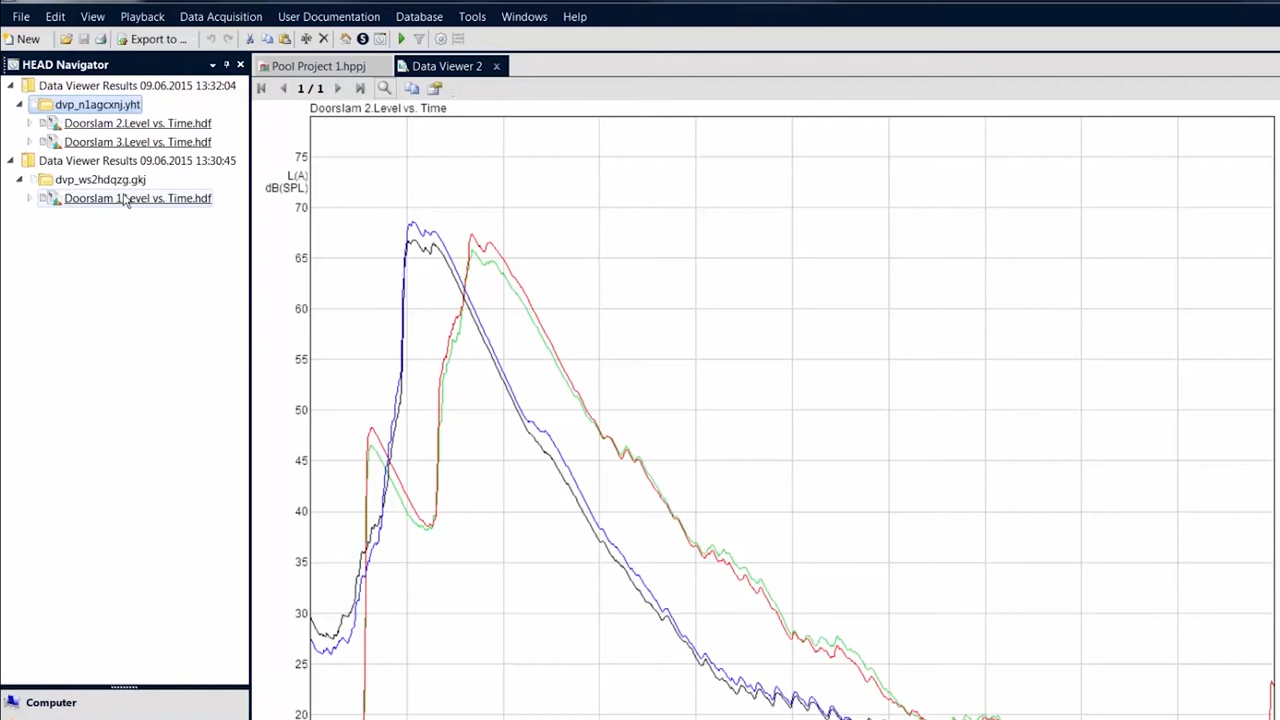 File Edit View Playback Data Acquisition User Documentation Database Tools Windows Help
New Export to ...
HEAD Navigator
Pool Project 1.hppj Data Viewer 2
1 / 1
Data Viewer Results 09.06.2015 13:32:04
dvp_n1agcxnj.yht
Doorslam 2.Level vs. Time.hdf
Doorslam 3.Level vs. Time.hdf
Data Viewer Results 09.06.2015 13:30:45
dvp_ws2hdqzg.gkj
Doorslam 1.Level vs. Time.hdf
Doorslam 2.Level vs. Time
75
L(A)
dB(SPL)
70
65
60
55
50
45
40
35
30
25
20
Computer